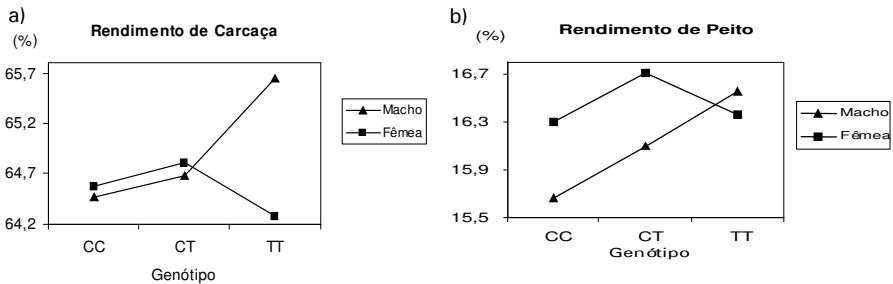 a)
Rendimento de Carcaça
(%)
65,7
65,2
64,7
64,2
CC CT TT
Genótipo
Macho
Fêmea
b)
Rendimento de Peito
(%)
16,7
16,3
15,9
15,5
CC CT TT
Genótipo
Macho
Fêmea